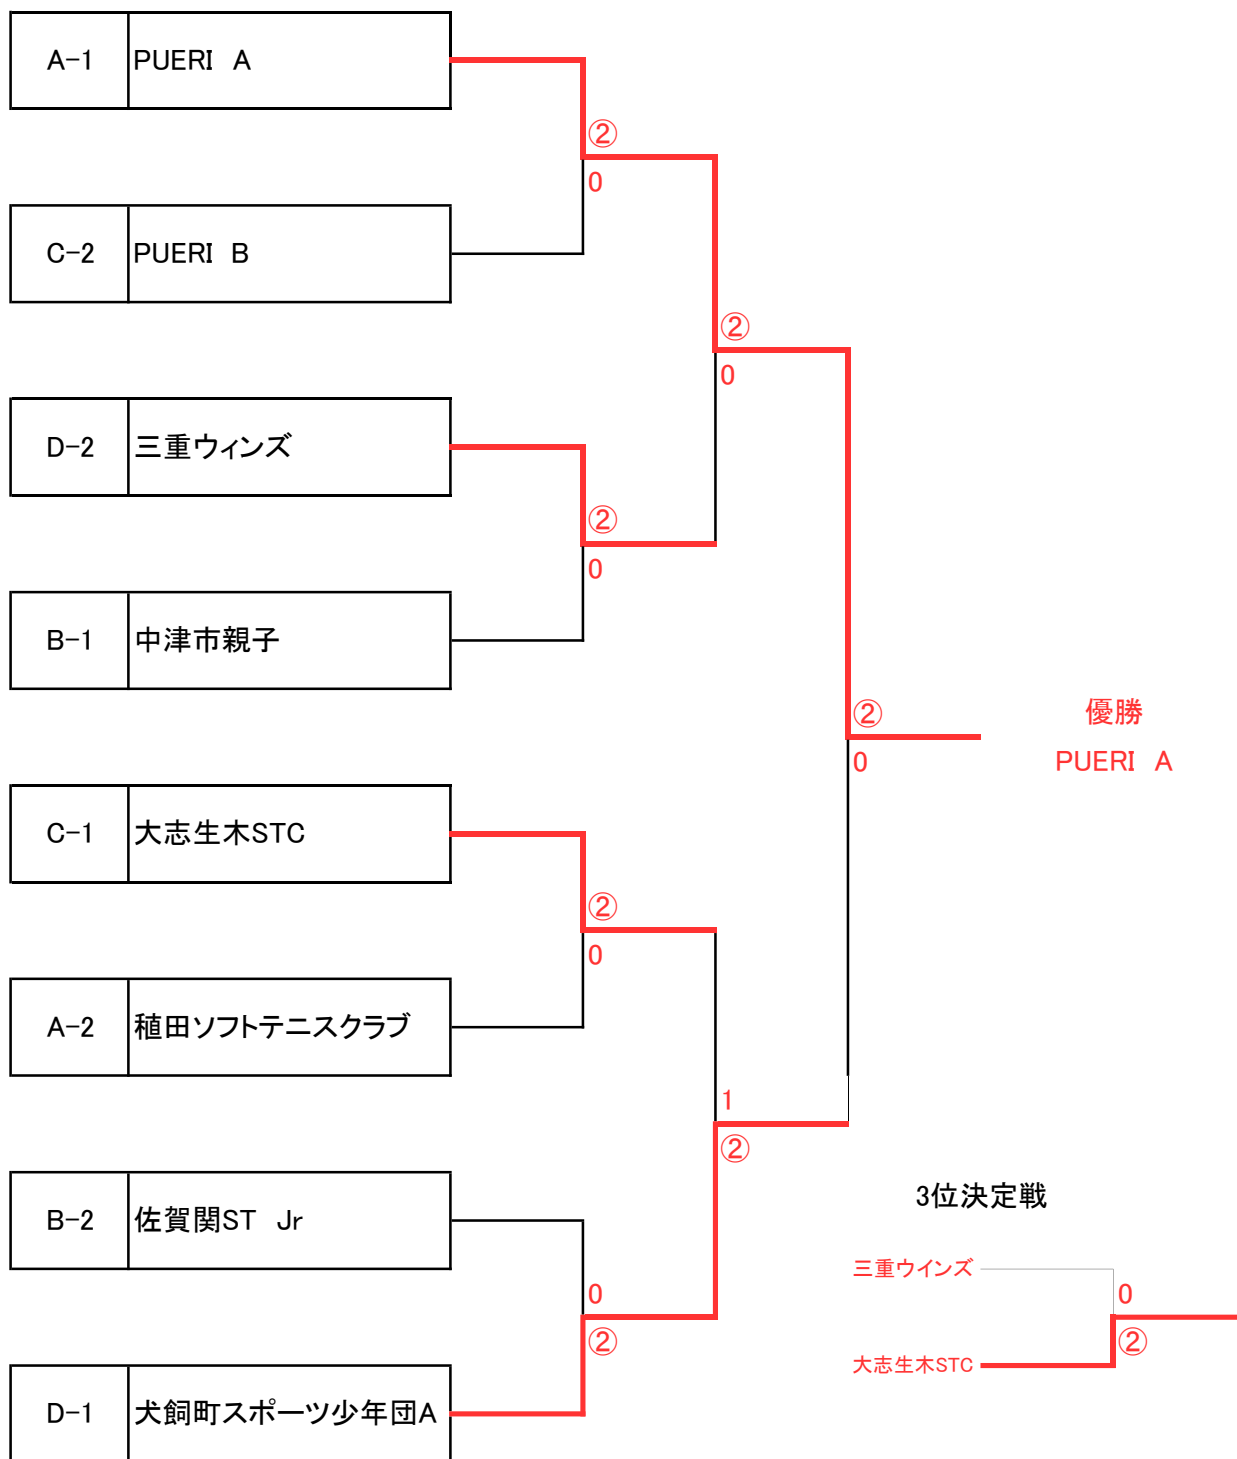 A-1 PUERI A
②
0
C-2 PUERI B
②
0
D-2 三重ウィンズ
②
0
B-1 中津市親子
②
0
優勝
PUERI A
C-1 大志生木STC
②
0
A-2 稙田ソフトテニスクラブ
1
②
3位決定戦
B-2 佐賀関ST Jr
三重ウインズ
0
②
0
②
大志生木STC
D-1 犬飼町スポーツ少年団A